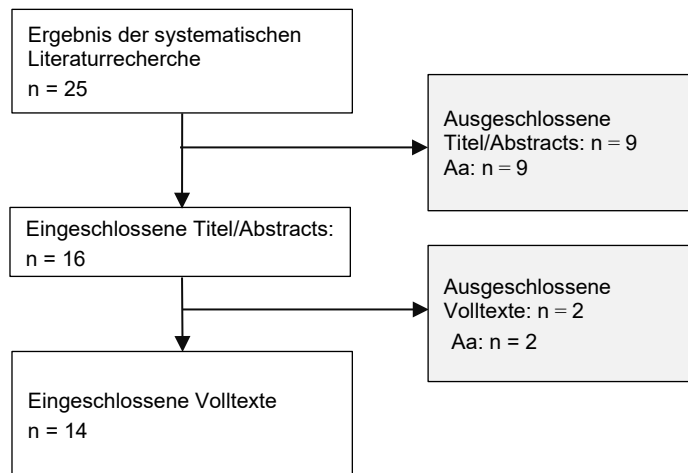 Ergebnis der systematischen
Literaturrecherche
n = 25
Ausgeschlossene
Titel/Abstracts: n = 9
Aa: n = 9
Eingeschlossene Titel/Abstracts:
n = 16
Ausgeschlossene
Volltexte: n = 2
Aa: n = 2
Eingeschlossene Volltexte
n = 14